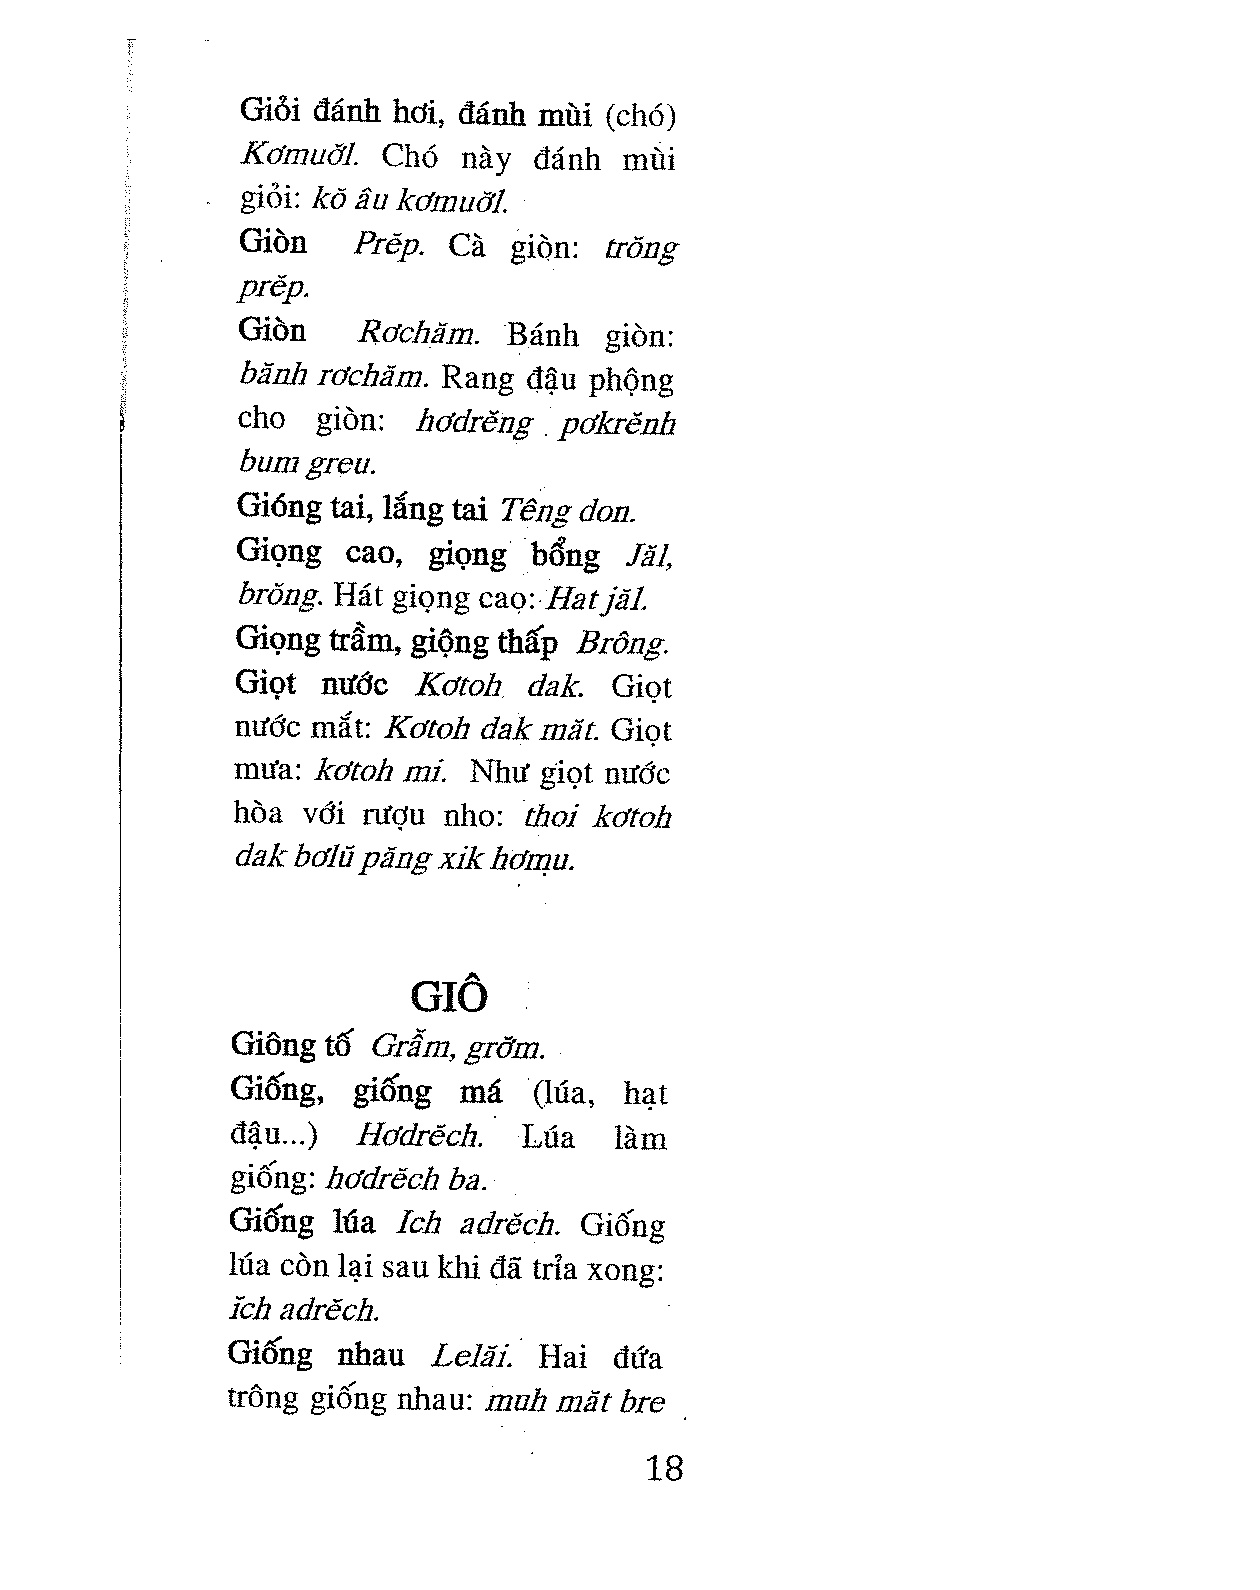 Giỏi đánh hơi, đánh mùi (chó)
Kơmuơ̆l. Chó này đánh mùi
giỏi: kŏ âu kơmuơ̆l.
Giòn Prĕp. Cà giòn: trŏng
prĕp.
Giòn Rơchăm. Bánh giòn:
bănh rơchăm. Rang đậu phộng
cho giòn: hơdrĕng pơkrĕnh
bum greu.
Gióng tai, lắng tai Têng don.
Giọng cao, giọng bổng Jăl,
brŏng. Hát giọng cao: Hat jăl.
Giọng trầm, giộng thấp Brông.
Giọt nước Kơtoh dak. Giọt
nước mắt: Kơtoh dak măt. Giọt
mưa: kơtoh mi. Như giọt nước
hòa với rượu nho: thoi kơtoh
dak bơlŭ păng xik hơmu.
GIÔ
Giông tố Grẫm, grơ̆m.
Giống, giống má (lúa, hạt
đậu...) Hơdrĕch. Lúa làm
giống: hơdrĕch ba.
Giống lúa Ich adrĕch. Giống
lúa còn lại sau khi đã trỉa xong:
ĭch adrĕch.
Giống nhau Lelăi. Hai đứa
trông giống nhau: muh măt bre
18